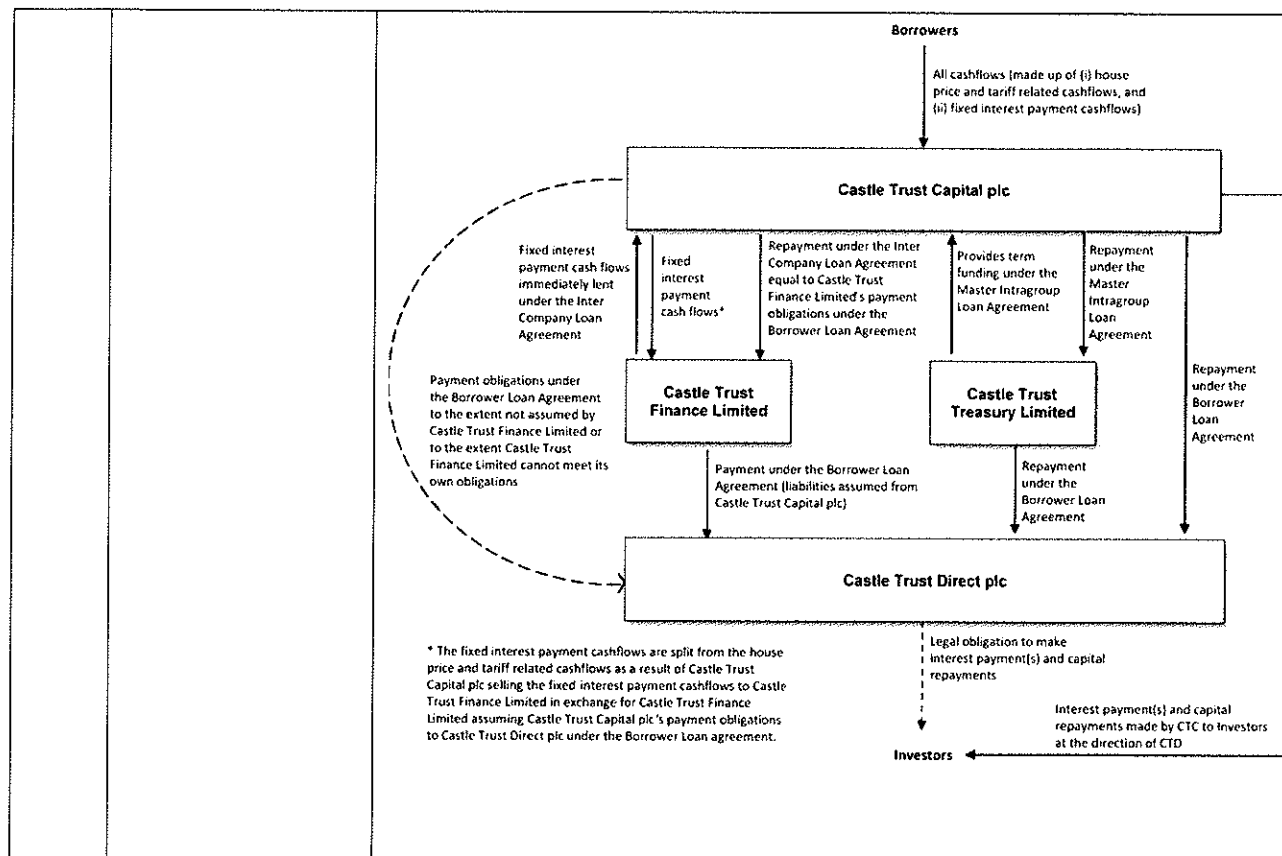 Borrowers
All cashflows (made up of (i) house
price and tariff related cashflows, and
(ii) fixed interest payment cashflows)
Castle Trust Capital plc
Fixed interest
payment cash flows
immediately lent
under the Inter
Company Loan
Agreement
Fixed
interest
payment
cash flows*
Repayment under the Inter
Company Loan Agreement
equal to Castle Trust
Finance Limited's payment
obligations under the
Borrower Loan Agreement
Provides term
funding under the
Master Intragroup
Loan Agreement
Repayment
under the
Master
Intragroup
Loan
Agreement
Repayment
under the
Borrower
Loan
Agreement
Castle Trust
Finance Limited
Castle Trust
Treasury Limited
Payment obligations under
the Borrower Loan Agreement
to the extent not assumed by
Castle Trust Finance Limited or
to the extent Castle Trust
Finance Limited cannot meet its
own obligations
Payment under the Borrower Loan
Agreement (liabilities assumed from
Castle Trust Capital plc)
Repayment
under the
Borrower Loan
Agreement
Castle Trust Direct plc
Legal obligation to make
interest payment(s) and capital
repayments
* The fixed interest payment cashflows are split from the house
price and tariff related cashflows as a result of Castle Trust
Capital plc selling the fixed interest payment cashflows to Castle
Trust Finance Limited in exchange for Castle Trust Finance
Limited assuming Castle Trust Capital plc's payment obligations
to Castle Trust Direct plc under the Borrower Loan agreement.
Interest payment(s) and capital
repayments made by CTC to Investors
at the direction of CTD
Investors